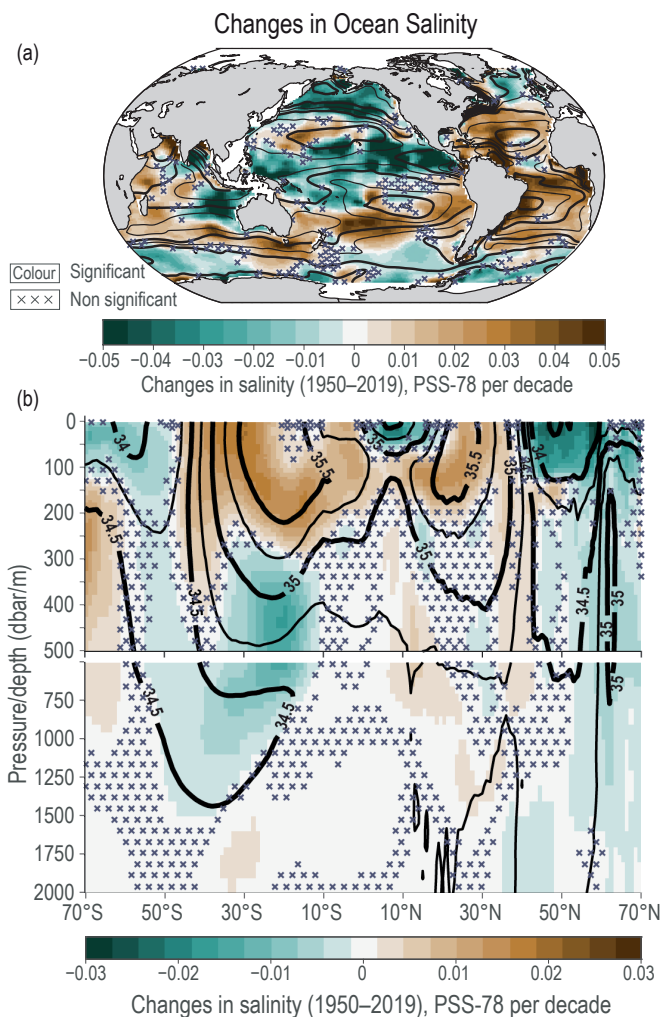 Changes in Ocean Salinity
(a)
Colour Significant
××× Non significant
−0.05 −0.04 −0.03 −0.02 −0.01 0 0.01 0.02 0.03 0.04 0.05
Changes in salinity (1950–2019), PSS-78 per decade
(b)
Pressure/depth (dbar/m)
0
100
200
300
400
500
750
1000
1250
1500
1750
2000
34
34.5
34.5
35.5
35
35
35.5
35
34.5
34
34.5
35
35
34.5
34.5
70°S 50°S 30°S 10°S 10°N 30°N 50°N 70°N
−0.03 −0.02 −0.01 0 0.01 0.02 0.03
Changes in salinity (1950–2019), PSS-78 per decade